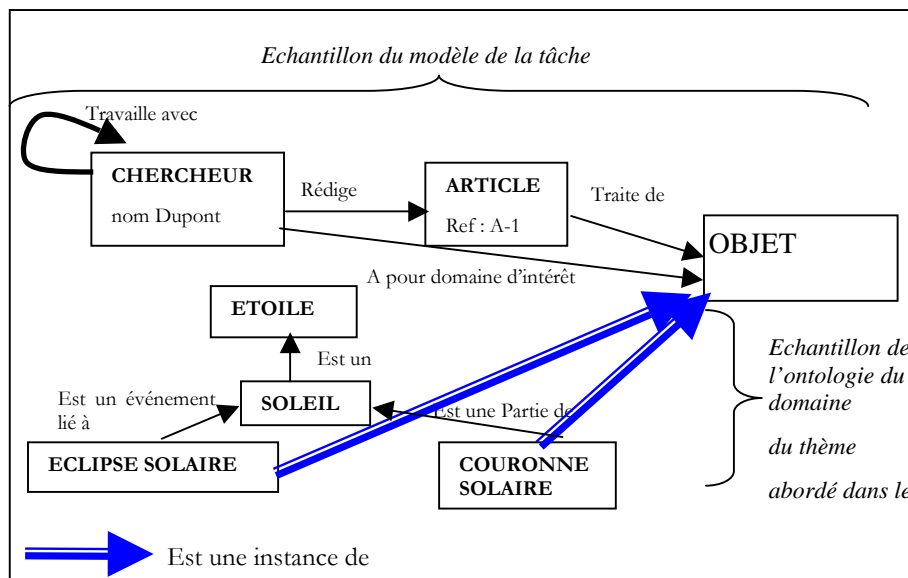 Echantillon du modèle de la tâche
Travaille avec
CHERCHEUR
nom Dupont
Rédige
ARTICLE
Ref : A-1
Traite de
OBJET
A pour domaine d'intérêt
ETOILE
Est un
Est un événement
lié à
SOLEIL
Est une Partie de
ECLIPSE SOLAIRE
COURONNE
SOLAIRE
Echantillon de
l'ontologie du
domaine
du thème
abordé dans le
Est une instance de